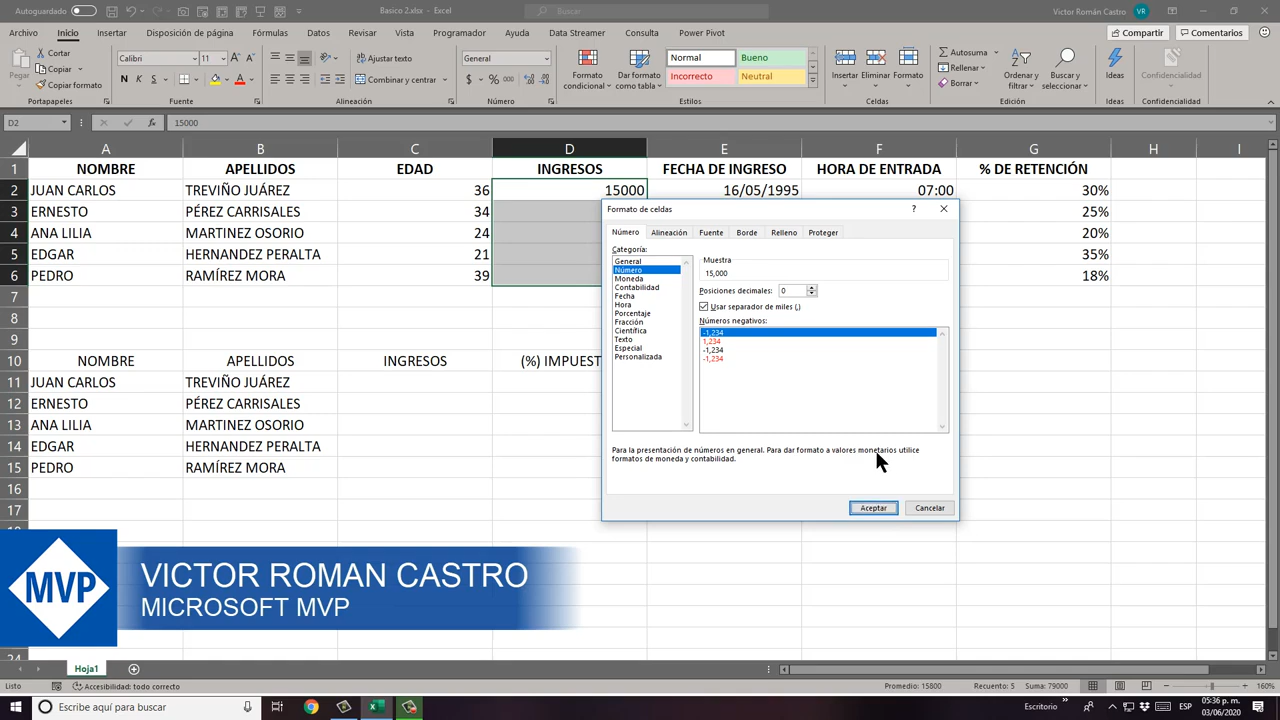 Autoguardado
Basico 2.xlsx - Excel
Buscar
Victor Román Castro
VR
Archivo Inicio Insertar Disposición de página Fórmulas Datos Revisar Vista Programador Ayuda Data Streamer Consulta Power Pivot
Compartir
Comentarios
Pegar
Cortar
Copiar
Copiar formato
Portapapeles
Calibri 11
N K S
Fuente
Ajustar texto
Combinar y centrar
Alineación
General
$ % 000
Número
Formato condicional
Dar formato como tabla
Normal Bueno
Incorrecto Neutral
Estilos
Insertar Eliminar Formato
Celdas
Autosuma
Rellenar
Borrar
Ordenar y filtrar
Buscar y seleccionar
Edición
Ideas
Ideas
Confidencialidad
Confidencialidad
D2 fx 15000
A B C D E F G H I
1 NOMBRE APELLIDOS EDAD INGRESOS FECHA DE INGRESO HORA DE ENTRADA % DE RETENCIÓN
2 JUAN CARLOS TREVIÑO JUÁREZ 36 15000 16/05/1995 07:00 30%
3 ERNESTO PÉREZ CARRISALES 34 25%
4 ANA LILIA MARTINEZ OSORIO 24 20%
5 EDGAR HERNANDEZ PERALTA 21 35%
6 PEDRO RAMÍREZ MORA 39 18%
7
8
9
10 NOMBRE APELLIDOS INGRESOS (%) IMPUEST
11 JUAN CARLOS TREVIÑO JUÁREZ
12 ERNESTO PÉREZ CARRISALES
13 ANA LILIA MARTINEZ OSORIO
14 EDGAR HERNANDEZ PERALTA
15 PEDRO RAMÍREZ MORA
16
17
24
Formato de celdas
? ×
Número Alineación Fuente Borde Relleno Proteger
Categoría:
General
Número
Moneda
Contabilidad
Fecha
Hora
Porcentaje
Fracción
Científica
Texto
Especial
Personalizada
Muestra
15,000
Posiciones decimales: 0
Usar separador de miles (,)
Números negativos:
-1,234
1,234
-1,234
-1,234
Para la presentación de números en general. Para dar formato a valores monetarios utilice
formatos de moneda y contabilidad.
Aceptar Cancelar
MVP
VICTOR ROMAN CASTRO
MICROSOFT MVP
Hoja1
Listo
Accesibilidad: todo correcto
Promedio: 15800 Recuento: 5 Suma: 79000
160%
Escribe aquí para buscar
Escritorio
ESP
05:36 p. m.
03/06/2020